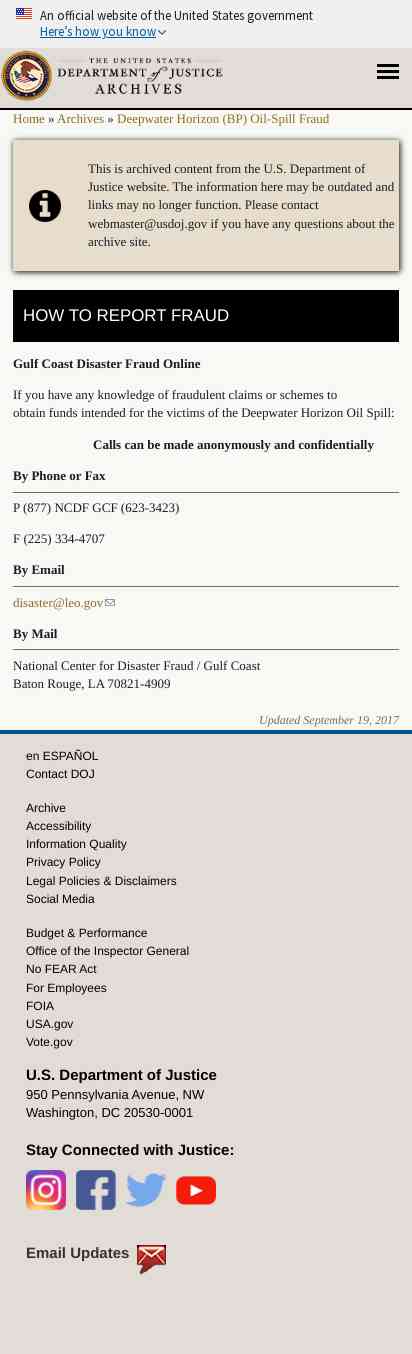 An official website of the United States government
Here's how you know
THE UNITED STATES
DEPARTMENT of JUSTICE
ARCHIVES
Home » Archives » Deepwater Horizon (BP) Oil-Spill Fraud
This is archived content from the U.S. Department of
Justice website. The information here may be outdated and
links may no longer function. Please contact
webmaster@usdoj.gov if you have any questions about the
archive site.
HOW TO REPORT FRAUD
Gulf Coast Disaster Fraud Online
If you have any knowledge of fraudulent claims or schemes to
obtain funds intended for the victims of the Deepwater Horizon Oil Spill:
Calls can be made anonymously and confidentially
By Phone or Fax
P (877) NCDF GCF (623-3423)
F (225) 334-4707
By Email
disaster@leo.gov
By Mail
National Center for Disaster Fraud / Gulf Coast
Baton Rouge, LA 70821-4909
Updated September 19, 2017
en ESPAÑOL
Contact DOJ
Archive
Accessibility
Information Quality
Privacy Policy
Legal Policies & Disclaimers
Social Media
Budget & Performance
Office of the Inspector General
No FEAR Act
For Employees
FOIA
USA.gov
Vote.gov
U.S. Department of Justice
950 Pennsylvania Avenue, NW
Washington, DC 20530-0001
Stay Connected with Justice:
Email Updates